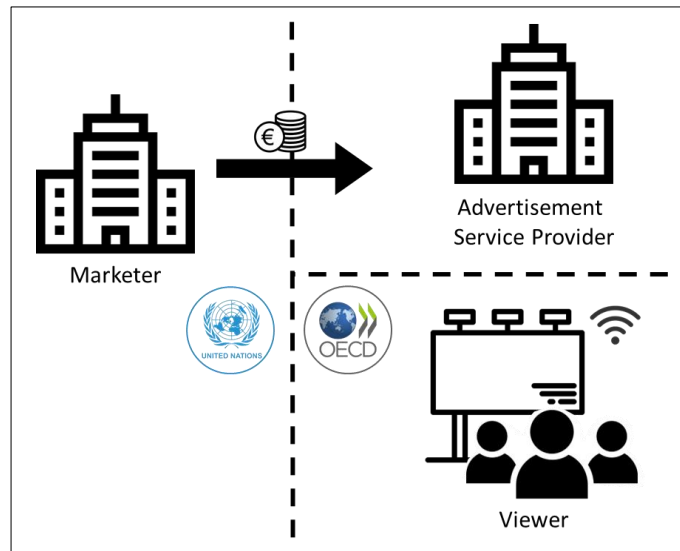 €
Advertisement
Service Provider
Marketer
UNITED NATIONS
OECD
Viewer